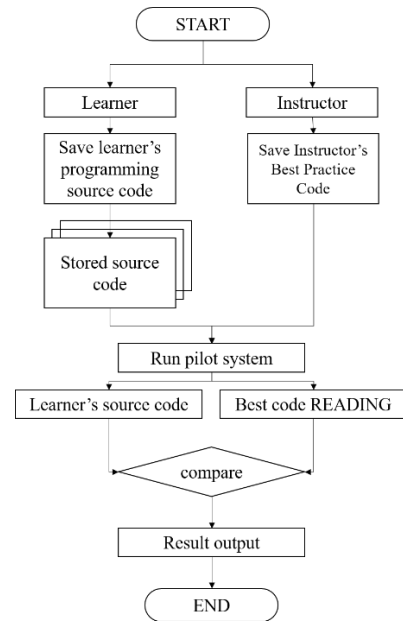 START
Learner
Instructor
Save learner's
programming
source code
Save Instructor's
Best Practice
Code
Stored source
code
Run pilot system
Learner's source code
Best code READING
compare
Result output
END